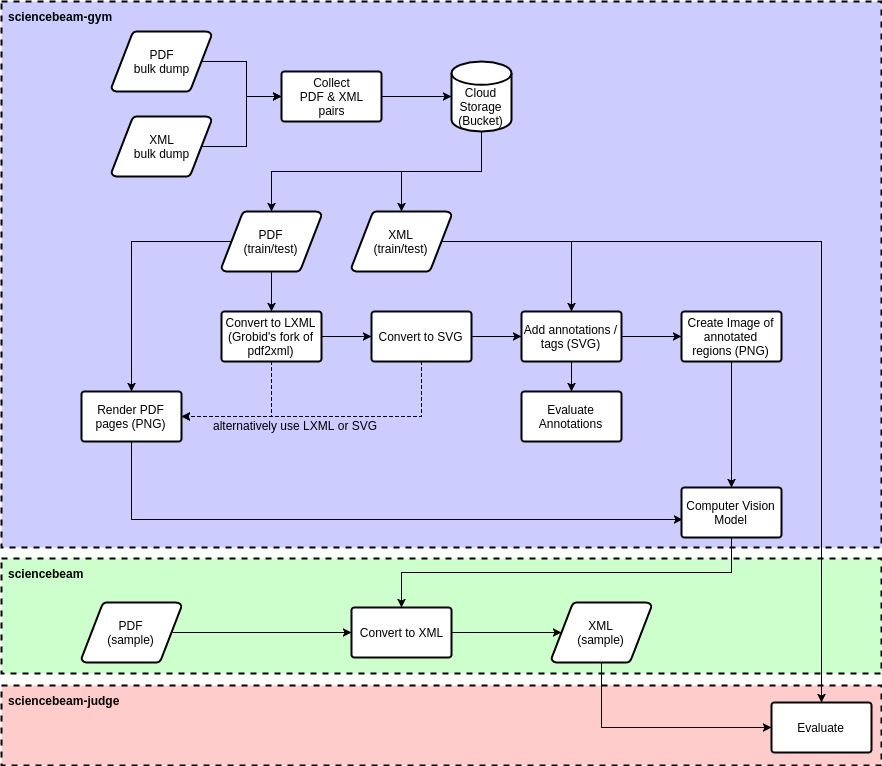 sciencebeam-gym
PDF
bulk dump
Collect
PDF & XML
pairs
Cloud
Storage
(Bucket)
XML
bulk dump
PDF
(train/test)
XML
(train/test)
Convert to LXML
(Grobid's fork of
pdf2xml)
Convert to SVG
Add annotations /
tags (SVG)
Create Image of
annotated
regions (PNG)
Render PDF
pages (PNG)
alternatively use LXML or SVG
Evaluate
Annotations
Computer Vision
Model
sciencebeam
PDF
(sample)
Convert to XML
XML
(sample)
sciencebeam-judge
Evaluate